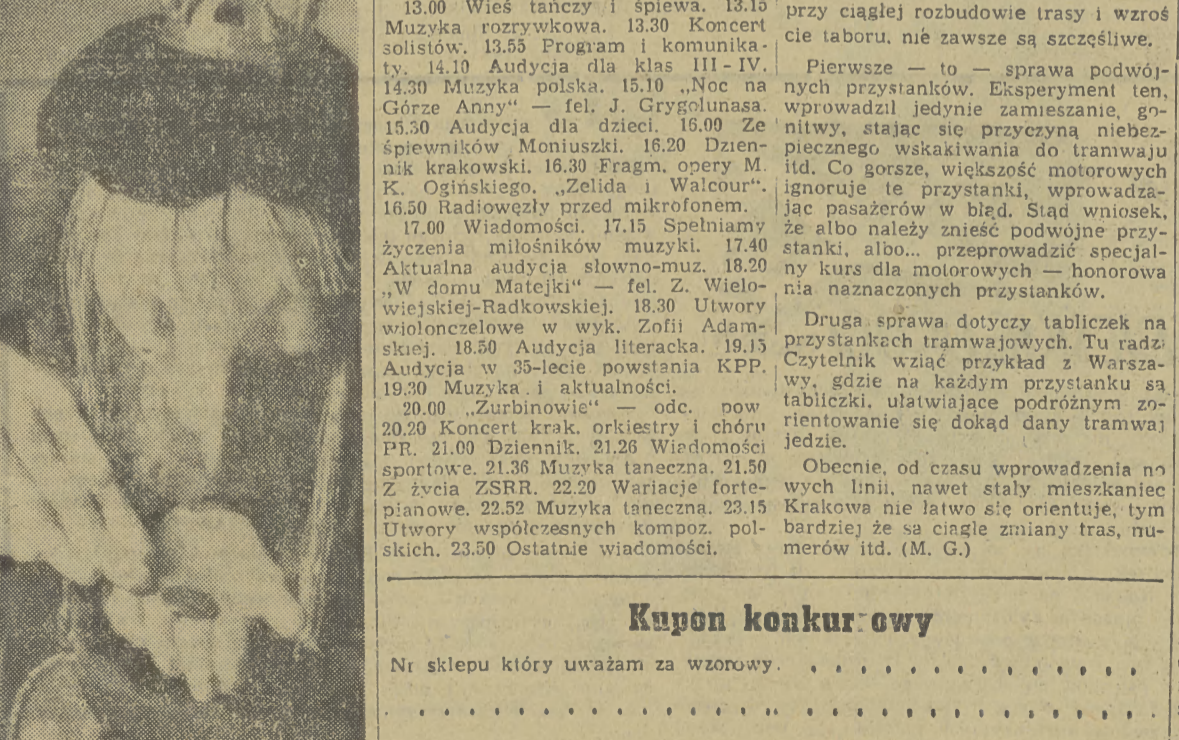 13.00 Wieś tańczy i śpiewa. 13.15
Muzyka rozrywkowa. 13.30 Koncert
solistów. 13.55 Program i komunika-
ty. 14.10 Audycja dla klas III - IV.
14.30 Muzyka polska. 15.10 „Noc na
Górze Anny“ — fel. J. Grygolunasa.
15.30 Audycja dla dzieci. 16.00 Ze
śpiewników Moniuszki. 16.20 Dzien-
nik krakowski. 16.30 Fragm. opery M.
K. Ogińskiego. „Zelida i Walcour“.
16.50 Radiowęzły przed mikrofonem.
17.00 Wiadomości. 17.15 Spełniamy
życzenia miłośników muzyki. 17.40
Aktualna audycja słowno-muz. 18.20
„W domu Matejki“ — fel. Z. Wielo-
wiejskiej-Radkowskiej. 18.30 Utwory
wiolonczelowe w wyk. Zofii Adam-
skiej. 18.50 Audycja literacka. 19.15
Audycja w 35-lecie powstania KPP.
19.30 Muzyka i aktualności.
20.00 „Zurbinowie“ — odc. pow
20.20 Koncert krak. orkiestry i chóru
PR. 21.00 Dziennik. 21.26 Wiadomości
sportowe. 21.36 Muzyka taneczna. 21.50
Z życia ZSRR. 22.20 Wariacje forte-
pianowe. 22.52 Muzyka taneczna. 23.15
Utwory współczesnych kompoz. pol-
skich. 23.50 Ostatnie wiadomości.
przy ciągłej rozbudowie trasy i wzroś
cie taboru, nie zawsze są szczęśliwe.
Pierwsze — to — sprawa podwój-
nych przystanków. Eksperyment ten,
wprowadził jedynie zamieszanie, go-
nitwy, stając się przyczyną niebez-
piecznego wskakiwania do tramwaju
itd. Co gorsze, większość motorowych
ignoruje te przystanki, wprowadza-
jąc pasażerów w błąd. Stąd wniosek,
że albo należy znieść podwójne przy-
stanki, albo... przeprowadzić specjal-
ny kurs dla motorowych — honorowa
nia naznaczonych przystanków.
Druga sprawa dotyczy tabliczek na
przystankach tramwajowych. Tu radzi
Czytelnik wziąć przykład z Warsza-
wy, gdzie na każdym przystanku są
tabliczki, ułatwiające podróżnym zo-
rientowanie się dokąd dany tramwaj
jedzie.
Obecnie, od czasu wprowadzenia no
wych linii, nawet stały mieszkaniec
Krakowa nie łatwo się orientuje, tym
bardziej że są ciągle zmiany tras, nu-
merów itd. (M. G.)
Kupon konkursowy
Nr sklepu który uważam za wzorowy. . . . . . . . . . . . . . .
. . . . . . . . . . . . . . . . . . . . . . . . . . . . . . . .